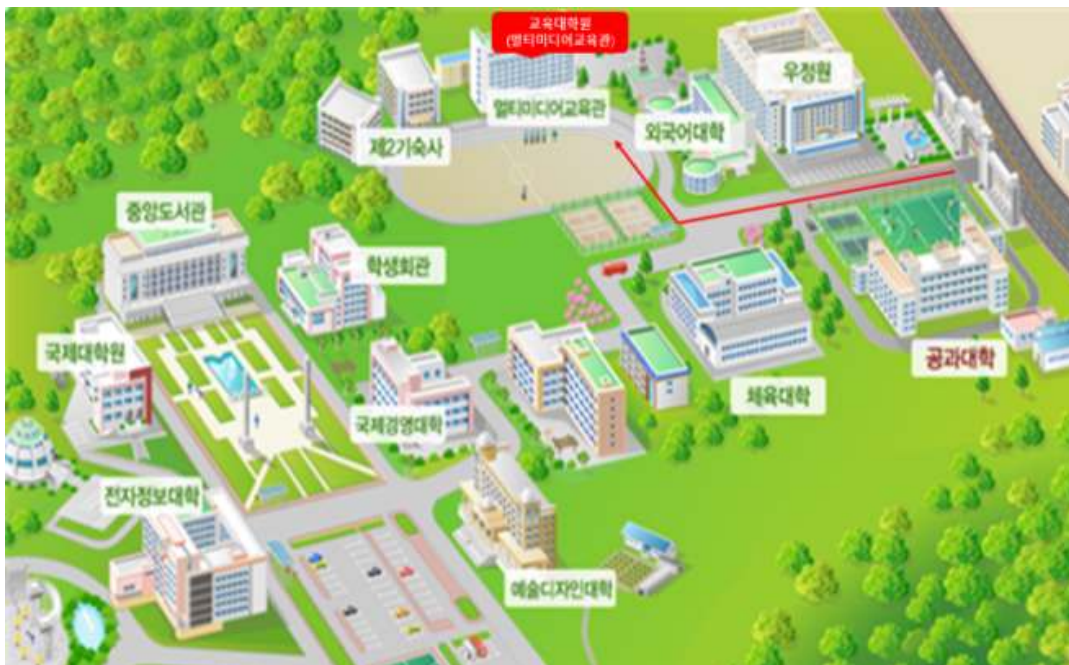 교육대학원
(멀티미디어교육관)
우정원
멀티미디어교육관
외국어대학
제2기숙사
중앙도서관
학생회관
국제대학원
공과대학
체육대학
국제경영대학
전자정보대학
예술디자인대학